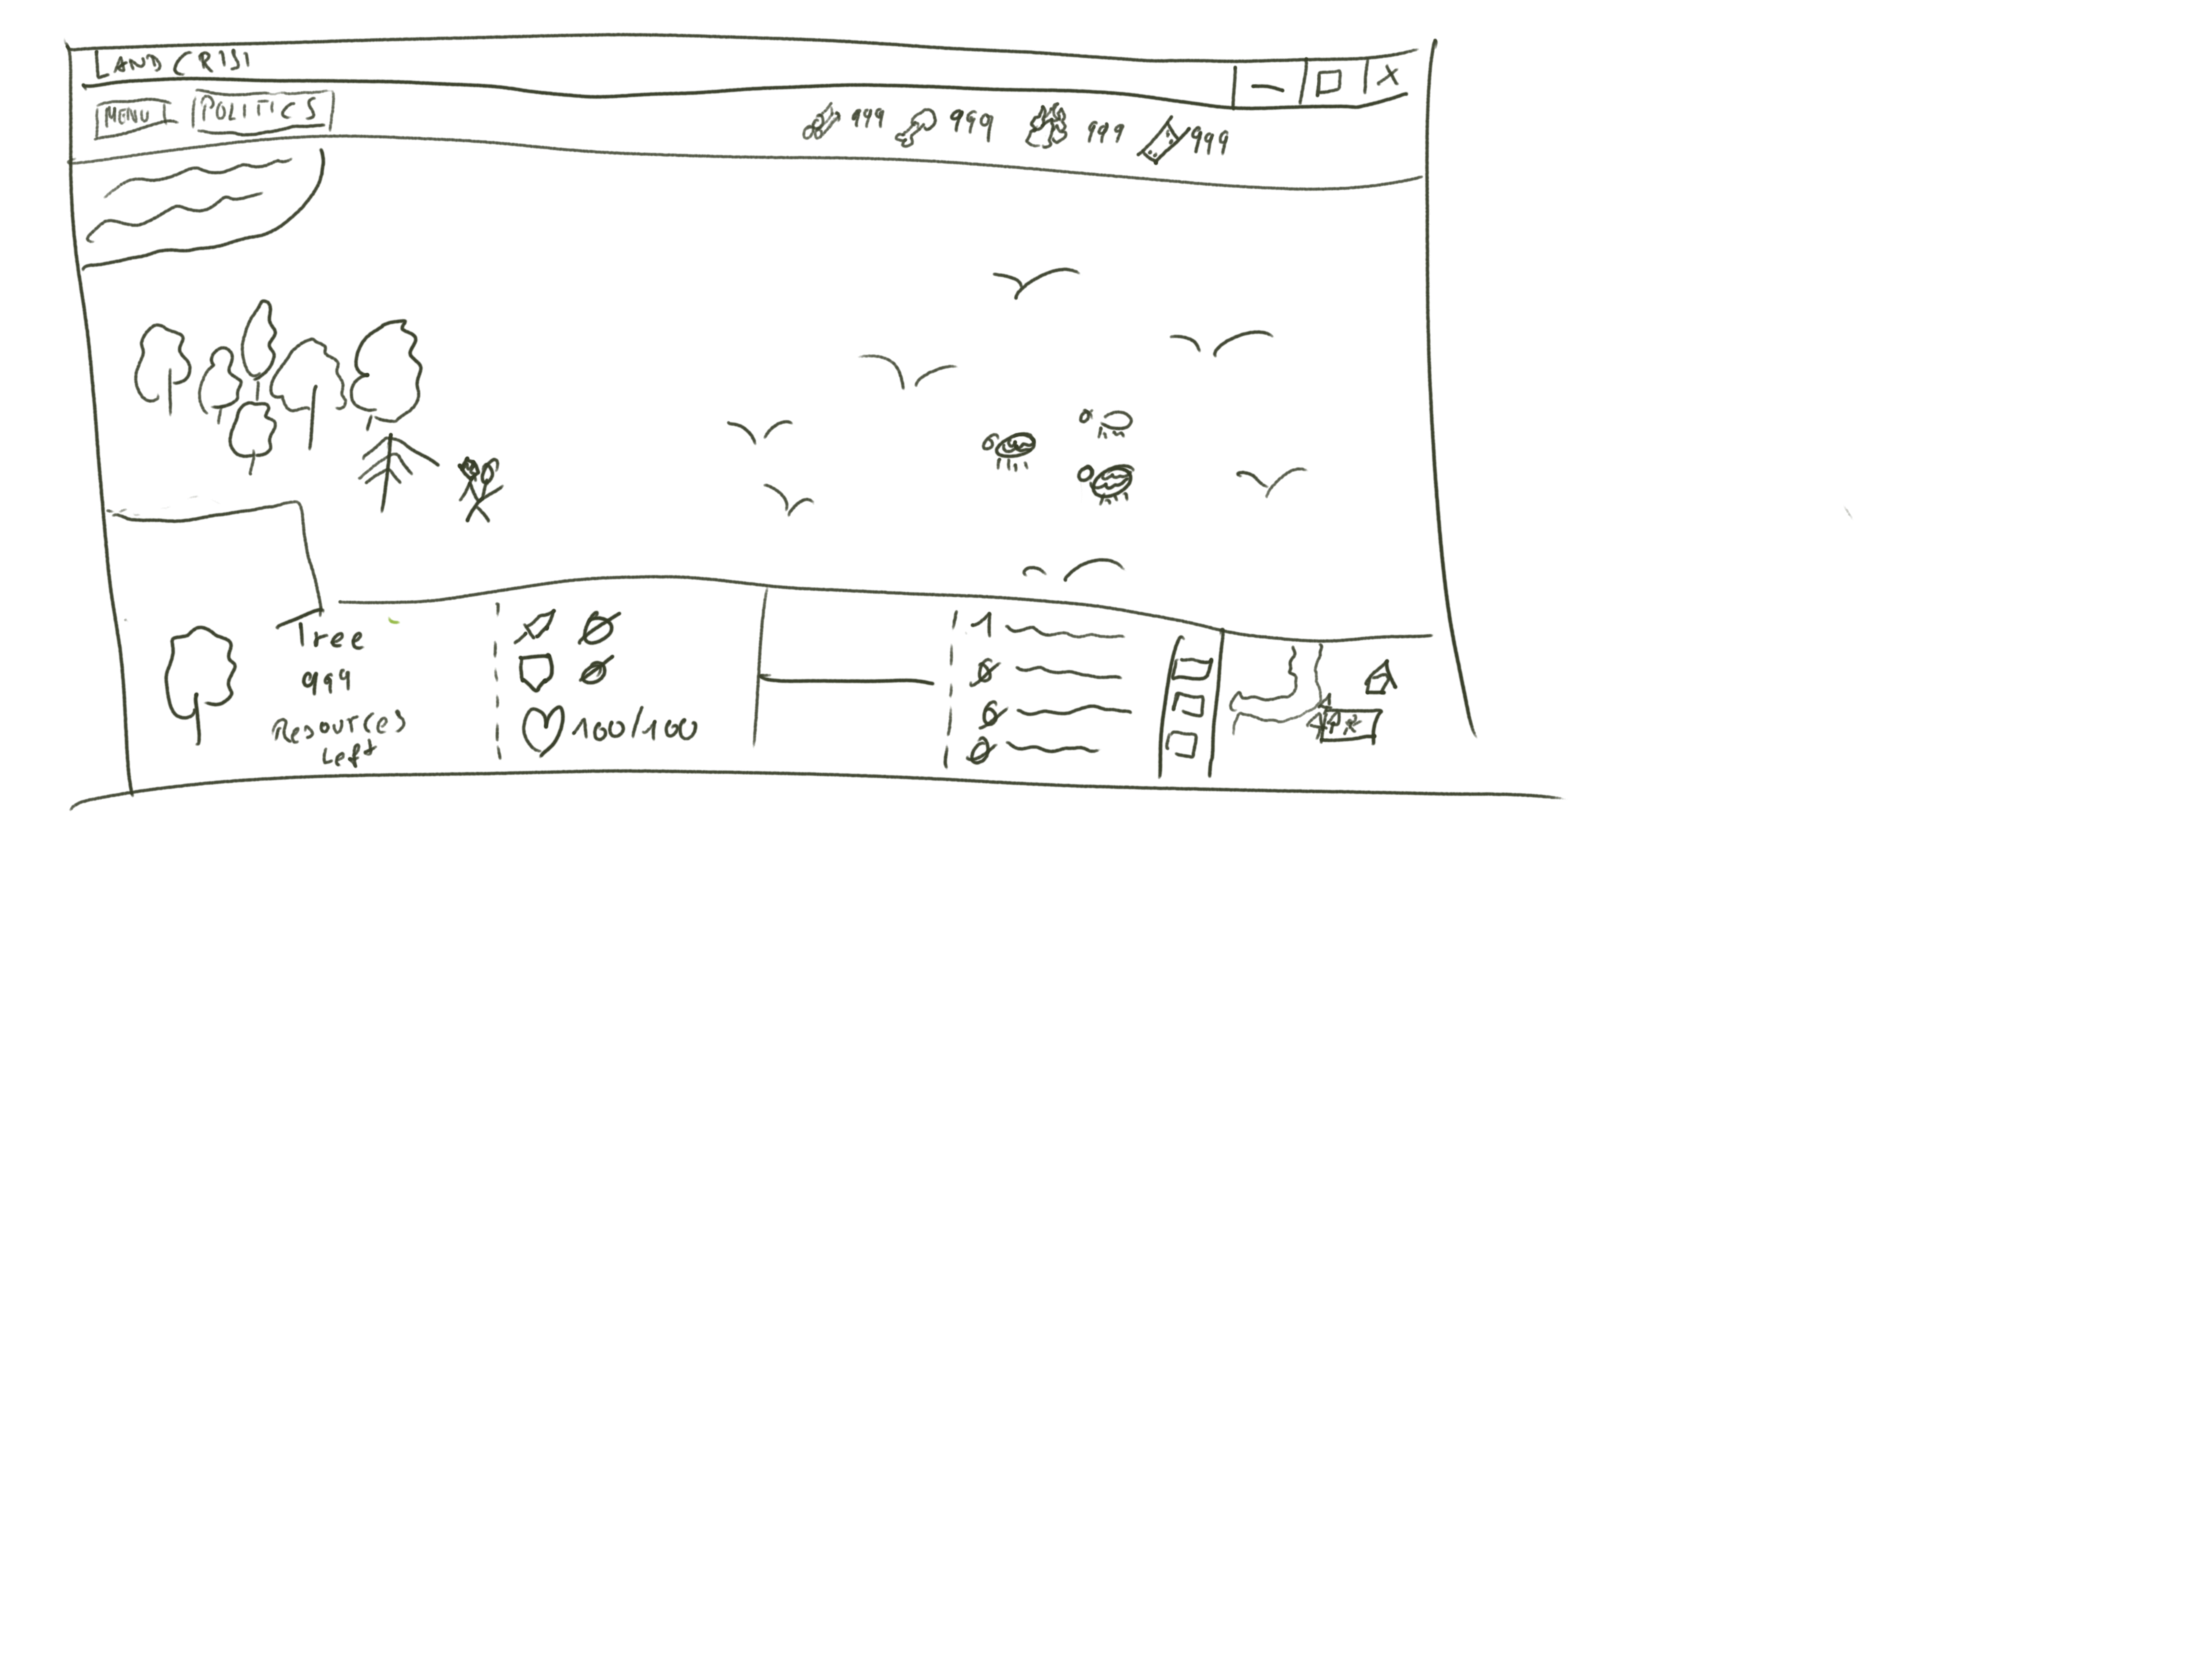 LAND CRISI
MENU POLITICS
999 999 999 999
Tree
999
Resources
Left
Ø
Ø
100/100
1
Ø
Ø
Ø